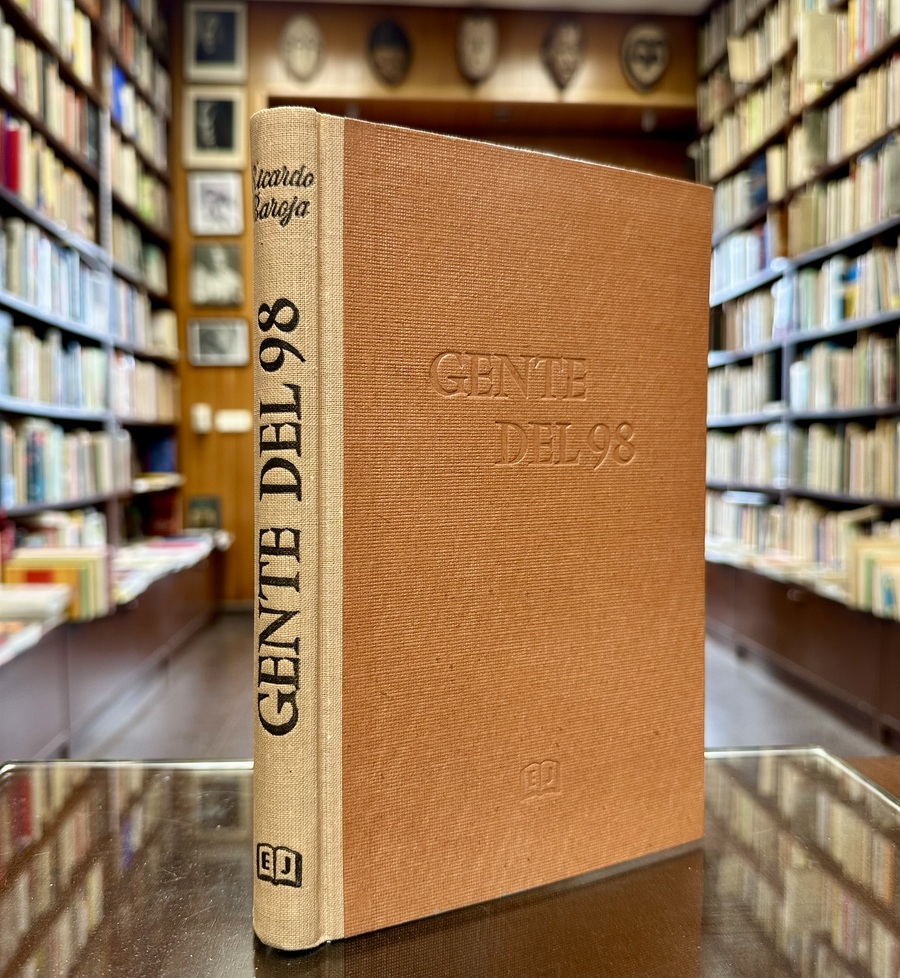 Ricardo
Baroja
GENTE DEL 98
EJ
GENTE
DEL 98
EJ